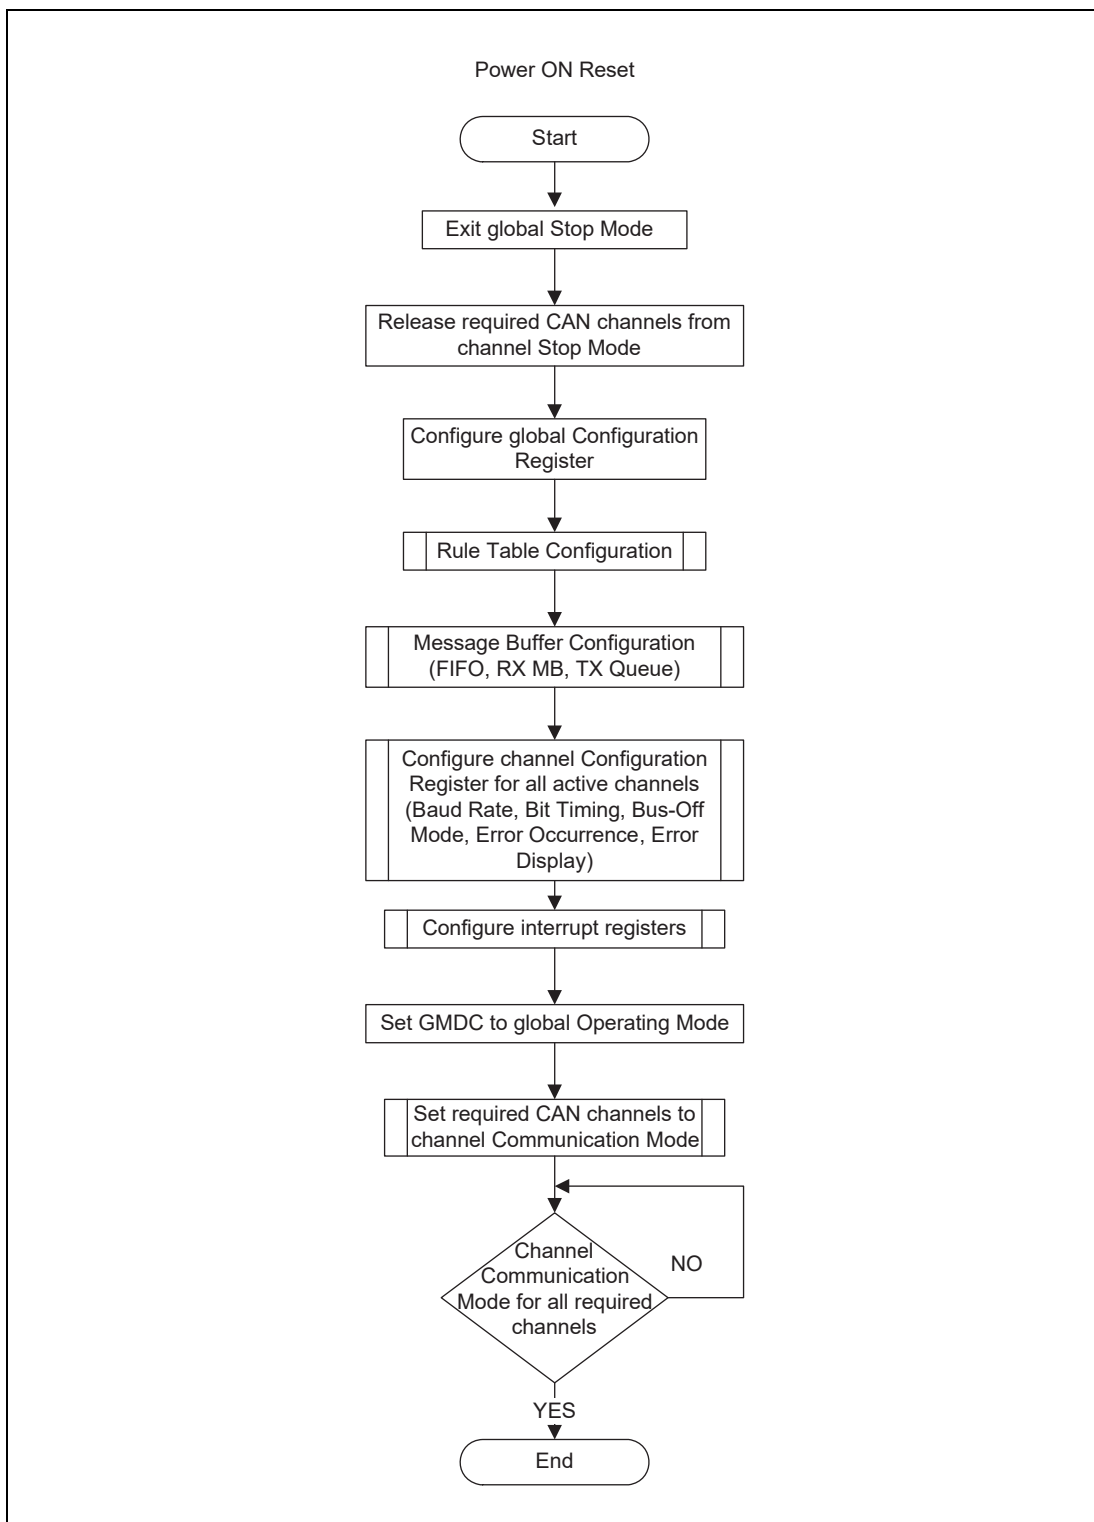 Power ON Reset
Start
Exit global Stop Mode
Release required CAN channels from
channel Stop Mode
Configure global Configuration
Register
Rule Table Configuration
Message Buffer Configuration
(FIFO, RX MB, TX Queue)
Configure channel Configuration
Register for all active channels
(Baud Rate, Bit Timing, Bus-Off
Mode, Error Occurrence, Error
Display)
Configure interrupt registers
Set GMDC to global Operating Mode
Set required CAN channels to
channel Communication Mode
Channel
Communication
Mode for all required
channels
NO
YES
End